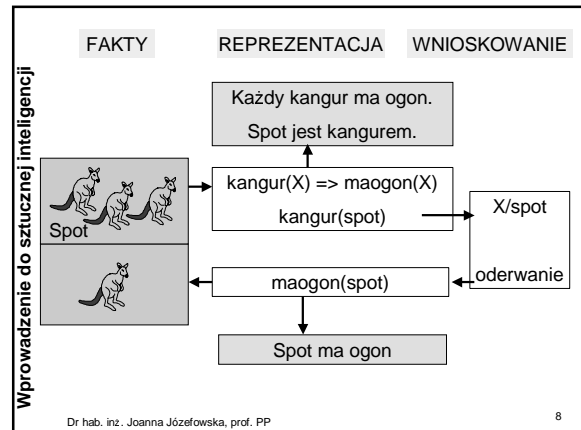 FAKTY
REPREZENTACJA
WNIOSKOWANIE
Wprowadzenie do sztucznej inteligencji
Każdy kangur ma ogon.
Spot jest kangurem.
Spot
kangur(X) => maogon(X)
kangur(spot)
X/spot
oderwanie
maogon(spot)
Spot ma ogon
Dr hab. inż. Joanna Józefowska, prof. PP
8